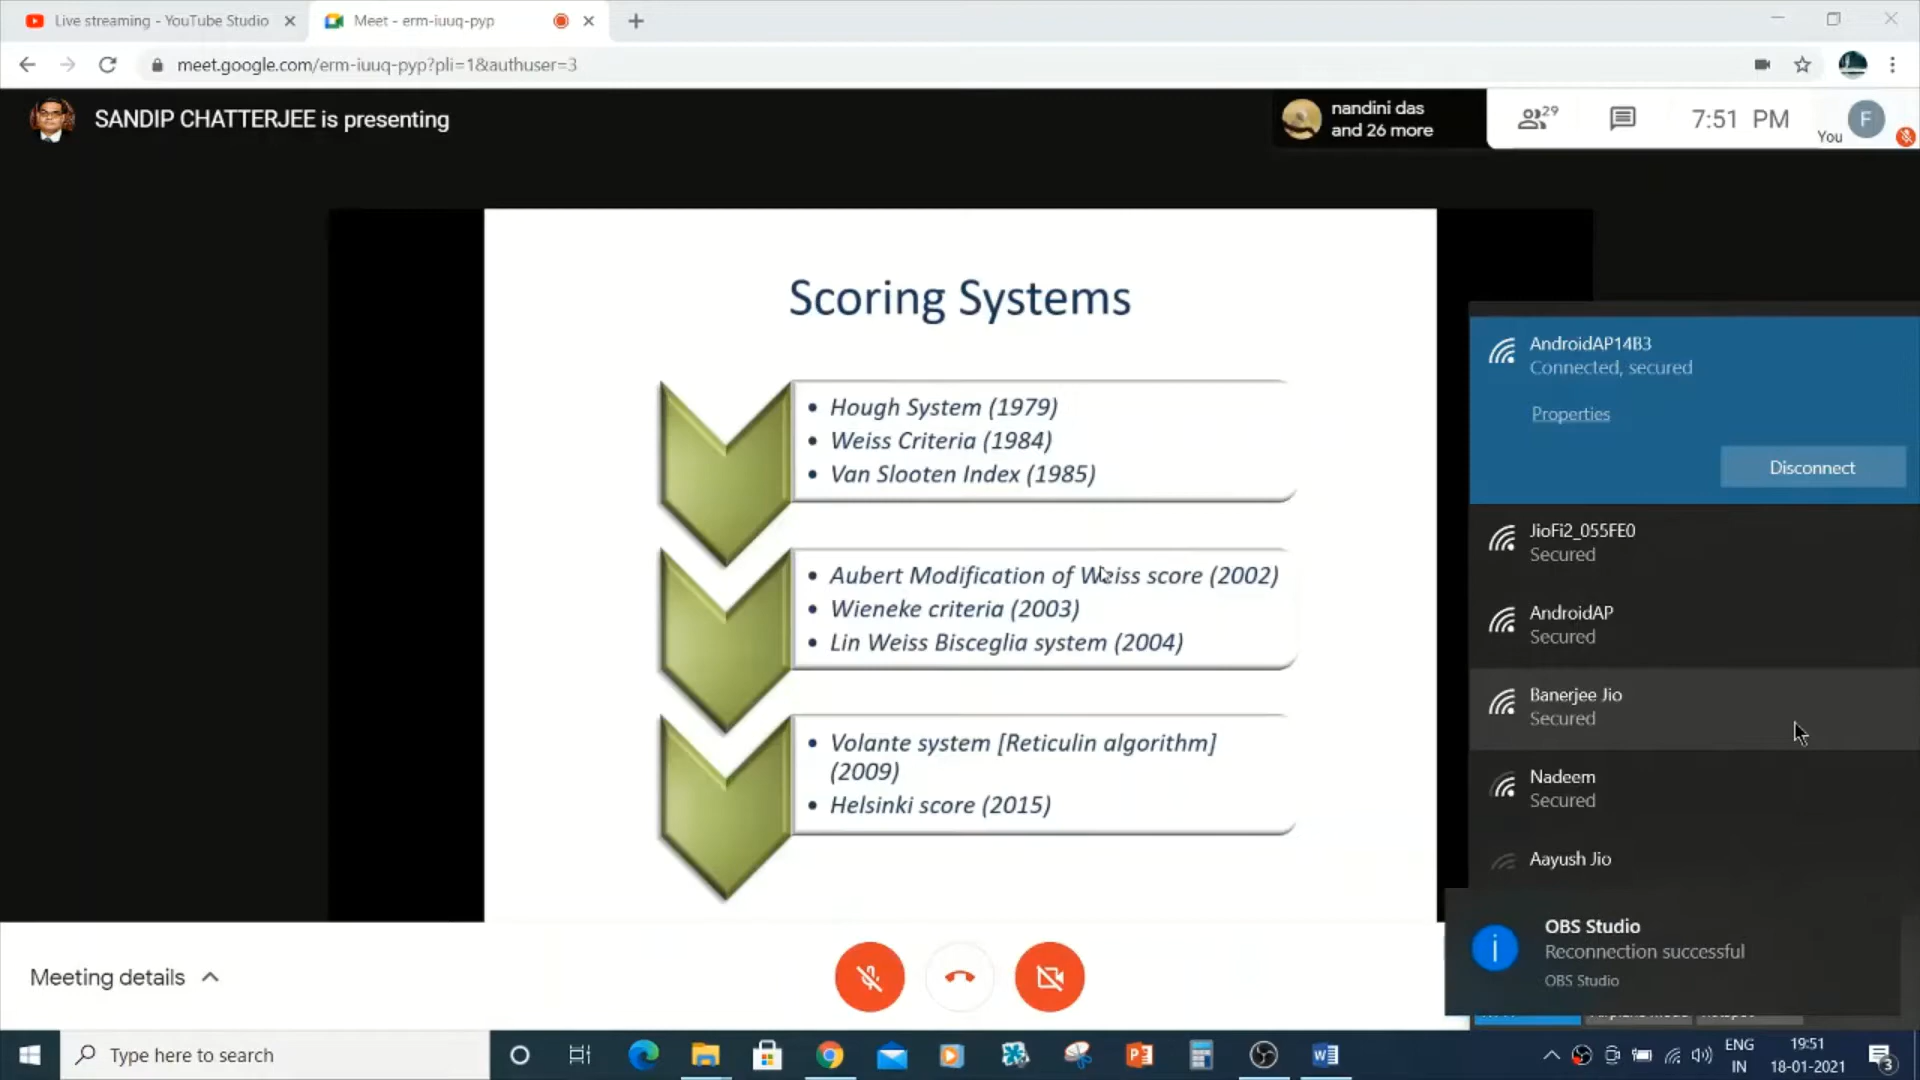 Live streaming - YouTube Studio
Meet - erm-iuuq-pyp
meet.google.com/erm-iuuq-pyp?pli=1&authuser=3
SANDIP CHATTERJEE is presenting
nandini das
and 26 more
29
7:51 PM
You
F
Scoring Systems
• Hough System (1979)
• Weiss Criteria (1984)
• Van Slooten Index (1985)
• Aubert Modification of Weiss score (2002)
• Wieneke criteria (2003)
• Lin Weiss Bisceglia system (2004)
• Volante system [Reticulin algorithm]
(2009)
• Helsinki score (2015)
AndroidAP14B3
Connected, secured
Properties
Disconnect
JioFi2_055FE0
Secured
AndroidAP
Secured
Banerjee Jio
Secured
Nadeem
Secured
Aayush Jio
OBS Studio
Reconnection successful
OBS Studio
Meeting details
Type here to search
ENG
IN
19:51
18-01-2021
3